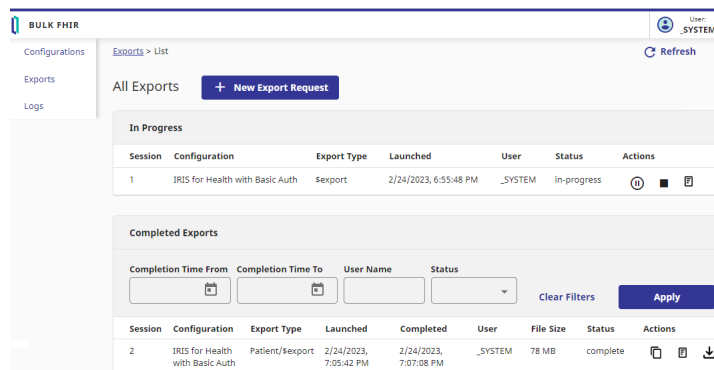 BULK FHIR
User:
_SYSTEM
Configurations
Exports
Logs
Exports > List
Refresh
All Exports
+ New Export Request
In Progress
Session Configuration Export Type Launched User Status Actions
1 IRIS for Health with Basic Auth $export 2/24/2023, 6:55:48 PM _SYSTEM in-progress
Completed Exports
Completion Time From Completion Time To User Name Status
Clear Filters
Apply
Session Configuration Export Type Launched Completed User File Size Status Actions
2 IRIS for Health Patient/$export 2/24/2023, 2/24/2023, _SYSTEM 78 MB complete
with Basic Auth 7:05:42 PM 7:07:08 PM